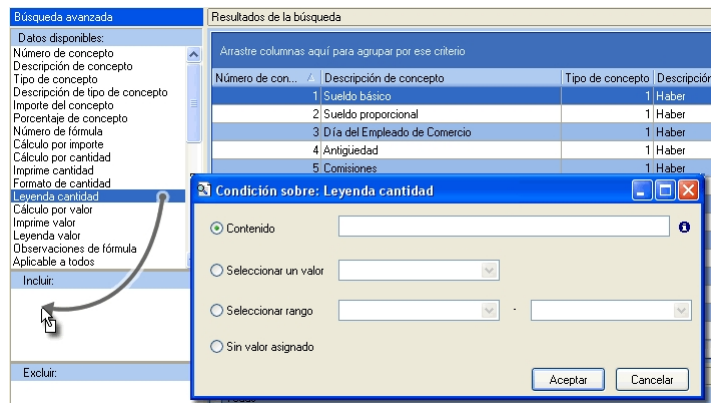 Búsqueda avanzada
Datos disponibles:
Número de concepto
Descripción de concepto
Tipo de concepto
Descripción de tipo de concepto
Importe del concepto
Porcentaje de concepto
Número de fórmula
Cálculo por importe
Cálculo por cantidad
Imprime cantidad
Formato de cantidad
Leyenda cantidad
Cálculo por valor
Imprime valor
Leyenda valor
Observaciones de fórmula
Aplicable a todos
Incluir:
Excluir:
Resultados de la búsqueda
Arrastre columnas aquí para agrupar por ese criterio
Número de con... Descripción de concepto Tipo de concepto Descripción
1 Sueldo básico 1 Haber
2 Sueldo proporcional 1 Haber
3 Día del Empleado de Comercio 1 Haber
4 Antigüedad 1 Haber
5 Comisiones 1 Haber
Condición sobre: Leyenda cantidad
Contenido
Seleccionar un valor
Seleccionar rango -
Sin valor asignado
Aceptar Cancelar